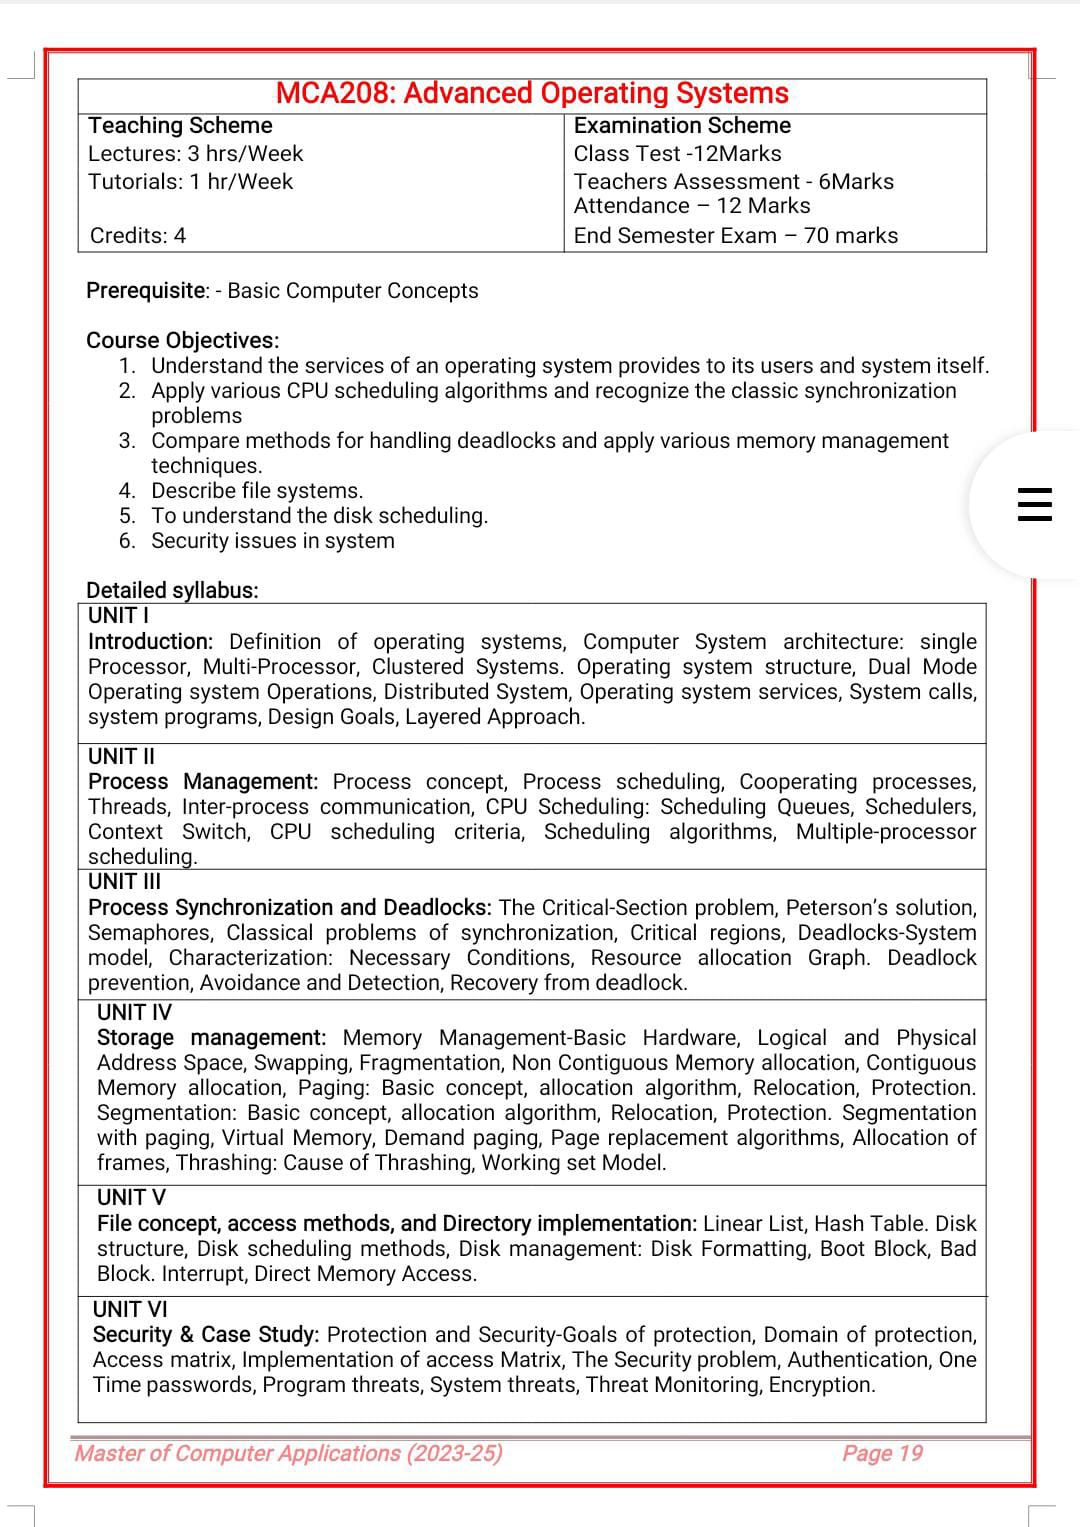 MCA208: Advanced Operating Systems
Teaching Scheme
Lectures: 3 hrs/Week
Tutorials: 1 hr/Week
Credits: 4
Examination Scheme
Class Test -12Marks
Teachers Assessment - 6Marks
Attendance – 12 Marks
End Semester Exam – 70 marks
Prerequisite: - Basic Computer Concepts
Course Objectives:
1. Understand the services of an operating system provides to its users and system itself.
2. Apply various CPU scheduling algorithms and recognize the classic synchronization
problems
3. Compare methods for handling deadlocks and apply various memory management
techniques.
4. Describe file systems.
5. To understand the disk scheduling.
6. Security issues in system
Detailed syllabus:
UNIT I
Introduction: Definition of operating systems, Computer System architecture: single
Processor, Multi-Processor, Clustered Systems. Operating system structure, Dual Mode
Operating system Operations, Distributed System, Operating system services, System calls,
system programs, Design Goals, Layered Approach.
UNIT II
Process Management: Process concept, Process scheduling, Cooperating processes,
Threads, Inter-process communication, CPU Scheduling: Scheduling Queues, Schedulers,
Context Switch, CPU scheduling criteria, Scheduling algorithms, Multiple-processor
scheduling.
UNIT III
Process Synchronization and Deadlocks: The Critical-Section problem, Peterson’s solution,
Semaphores, Classical problems of synchronization, Critical regions, Deadlocks-System
model, Characterization: Necessary Conditions, Resource allocation Graph. Deadlock
prevention, Avoidance and Detection, Recovery from deadlock.
UNIT IV
Storage management: Memory Management-Basic Hardware, Logical and Physical
Address Space, Swapping, Fragmentation, Non Contiguous Memory allocation, Contiguous
Memory allocation, Paging: Basic concept, allocation algorithm, Relocation, Protection.
Segmentation: Basic concept, allocation algorithm, Relocation, Protection. Segmentation
with paging, Virtual Memory, Demand paging, Page replacement algorithms, Allocation of
frames, Thrashing: Cause of Thrashing, Working set Model.
UNIT V
File concept, access methods, and Directory implementation: Linear List, Hash Table. Disk
structure, Disk scheduling methods, Disk management: Disk Formatting, Boot Block, Bad
Block. Interrupt, Direct Memory Access.
UNIT VI
Security & Case Study: Protection and Security-Goals of protection, Domain of protection,
Access matrix, Implementation of access Matrix, The Security problem, Authentication, One
Time passwords, Program threats, System threats, Threat Monitoring, Encryption.
Master of Computer Applications (2023-25) Page 19